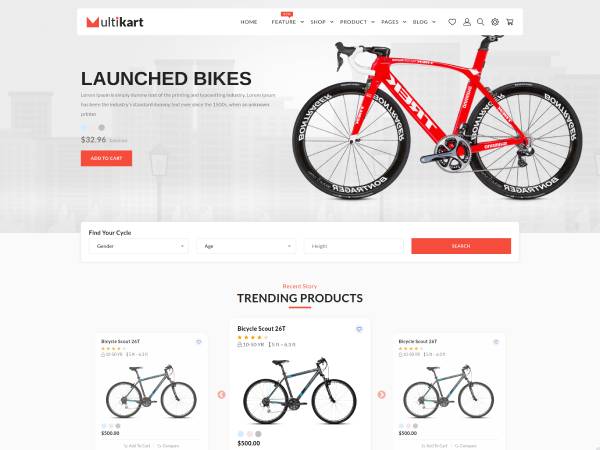 Multikart
HOME
NEW
FEATURE
SHOP
PRODUCT
PAGES
BLOG
LAUNCHED BIKES
Lorem Ipsum is simply dummy text of the printing and typesetting industry. Lorem Ipsum
has been the industry's standard dummy text ever since the 1500s, when an unknown
printer
$32.96
ADD TO CART
TREK
BONTRAGER
BONTRAGER
BONTRAGER
BONTRAGER
Find Your Cycle
Gender
Age
Height
SEARCH
Recent Story
TRENDING PRODUCTS
Bicycle Scout 26T
10-50 YR
5 ft - 6.3 ft
$500.00
Add To Cart
Compare
Bicycle Scout 26T
10-50 YR
5 ft - 6.3 ft
$500.00
Bicycle Scout 26T
10-50 YR
5 ft - 6.3 ft
$500.00
Add To Cart
Compare